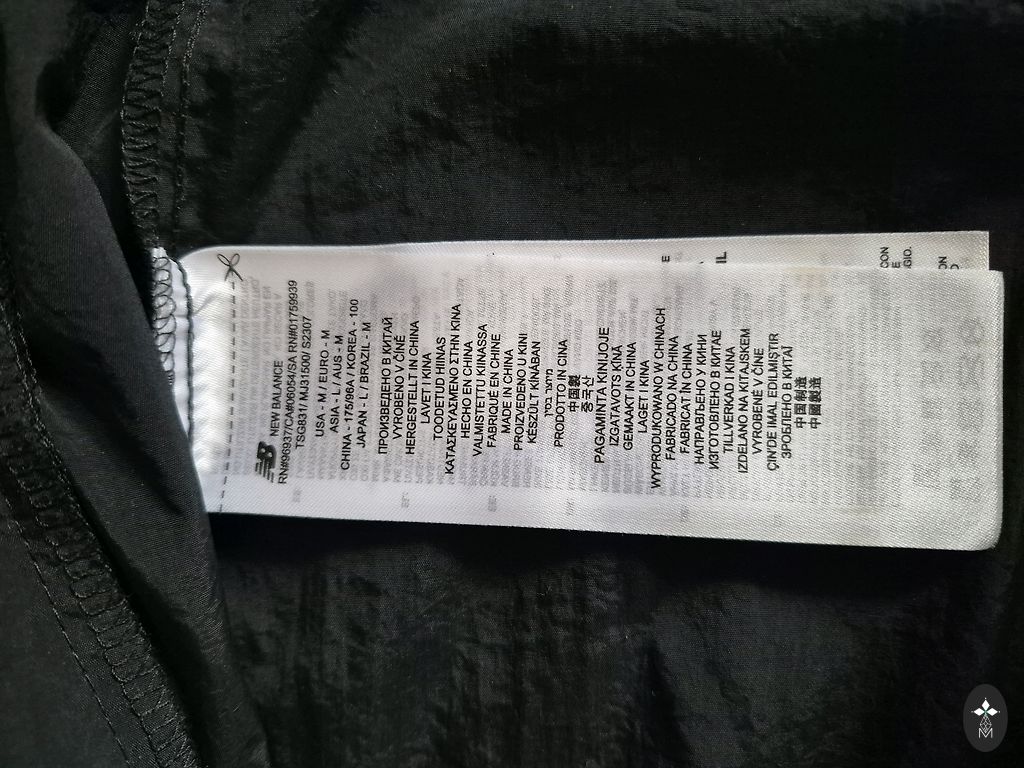 NEW BALANCE
RN#96937/CA#06054/SA RN#01759939
TSG831/ MJ31500/ S2307
USA - M / EURO - M
ASIA - L / AUS - M
CHINA - 175/96A / KOREA - 100
JAPAN - L / BRAZIL - M
ПРОИЗВЕДЕНО В КИТАЙ
VYROBENO V ČÍNĚ
HERGESTELLT IN CHINA
LAVET I KINA
TOODETUD HIINAS
ΚΑΤΑΣΚΕΥΑΣΜΕΝΟ ΣΤΗΝ ΚΙΝΑ
HECHO EN CHINA
VALMISTETTU KIINASSA
FABRIQUÉ EN CHINE
MADE IN CHINA
PROIZVEDENO U KINI
KÉSZÜLT KÍNÁBAN
מיוצר בסין
PRODOTTO IN CINA
中国製
중국산
PAGAMINTA KINIJOJE
IZGATAVOTS ĶĪNĀ
GEMAAKT IN CHINA
LAGET I KINA
WYPRODUKOWANO W CHINACH
FABRICADO NA CHINA
FABRICAT ÎN CHINA
НАПРАВЉЕНО У КИНИ
ИЗГОТОВЛЕНО В КИТАЕ
TILLVERKAD I KINA
IZDELANO NA KITAJSKEM
VYROBENÉ V ČÍNE
ÇIN'DE IMAL EDILMIŞTIR
ЗРОБЛЕНО В КИТАЇ
中国制造
中國製造